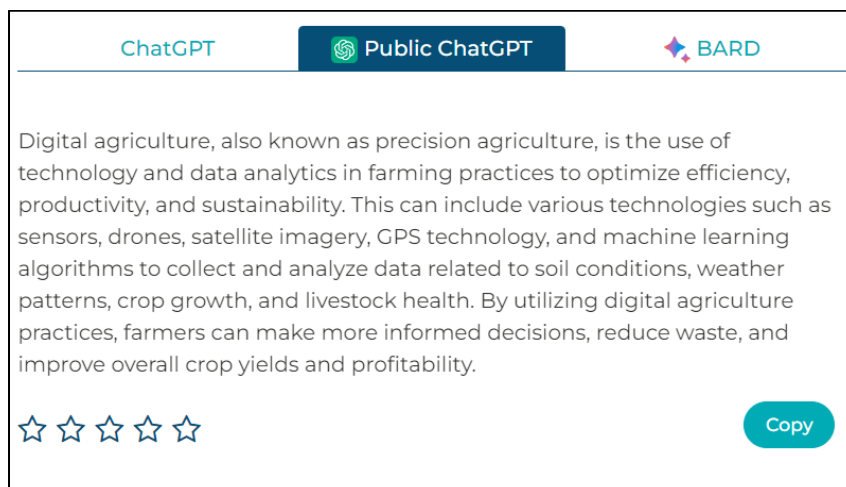 ChatGPT
Public ChatGPT
BARD
Digital agriculture, also known as precision agriculture, is the use of
technology and data analytics in farming practices to optimize efficiency,
productivity, and sustainability. This can include various technologies such as
sensors, drones, satellite imagery, GPS technology, and machine learning
algorithms to collect and analyze data related to soil conditions, weather
patterns, crop growth, and livestock health. By utilizing digital agriculture
practices, farmers can make more informed decisions, reduce waste, and
improve overall crop yields and profitability.
Copy